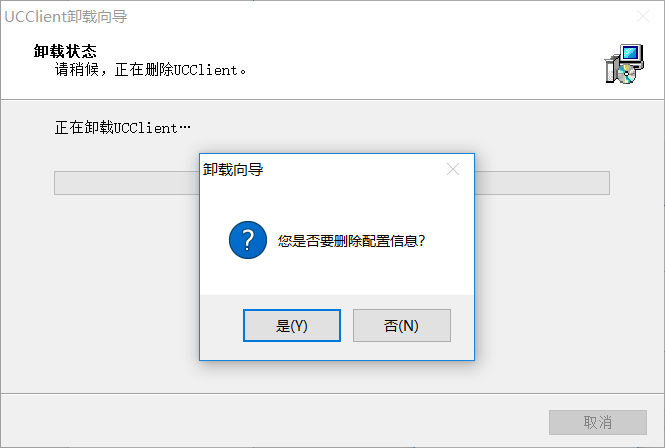 UCClient卸载向导
卸载状态
请稍候，正在删除UCClient。
正在卸载UCClient…
卸载向导
?
您是否要删除配置信息?
是(Y)
否(N)
取消